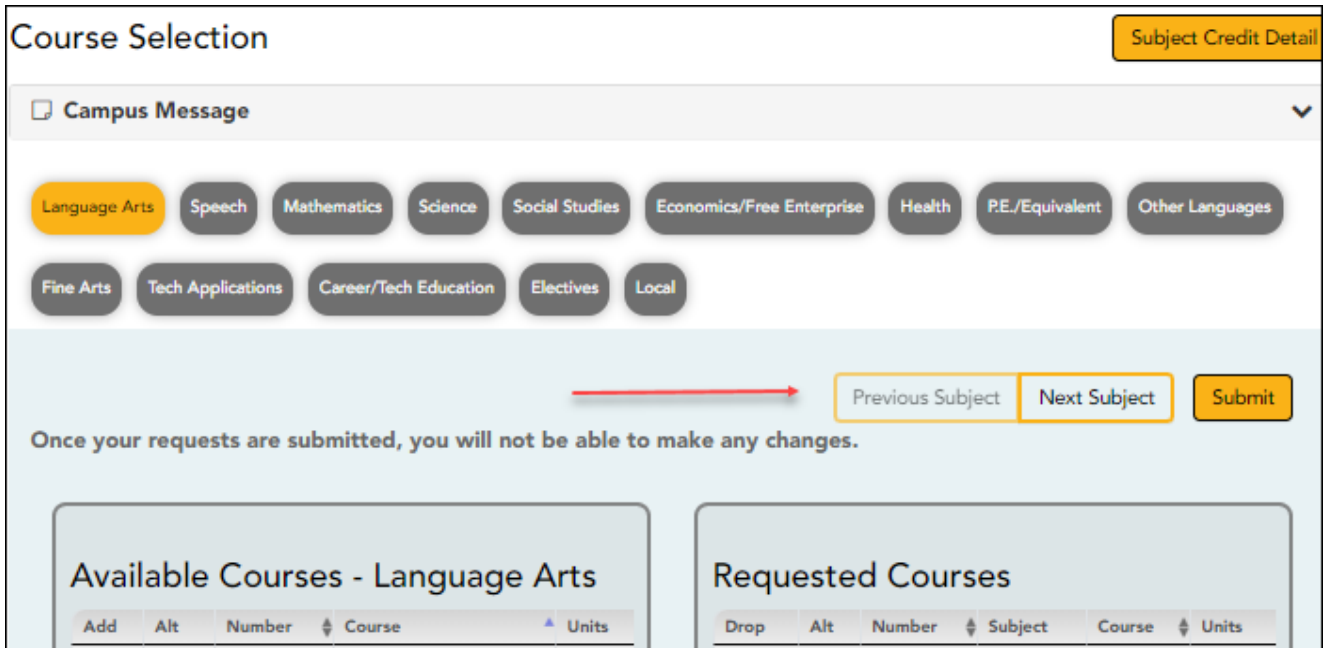 Course Selection
Subject Credit Detail
Campus Message
Language Arts Speech Mathematics Science Social Studies Economics/Free Enterprise Health P.E./Equivalent Other Languages
Fine Arts Tech Applications Career/Tech Education Electives Local
Previous Subject Next Subject Submit
Once your requests are submitted, you will not be able to make any changes.
Available Courses - Language Arts
Add Alt Number Course Units
Requested Courses
Drop Alt Number Subject Course Units